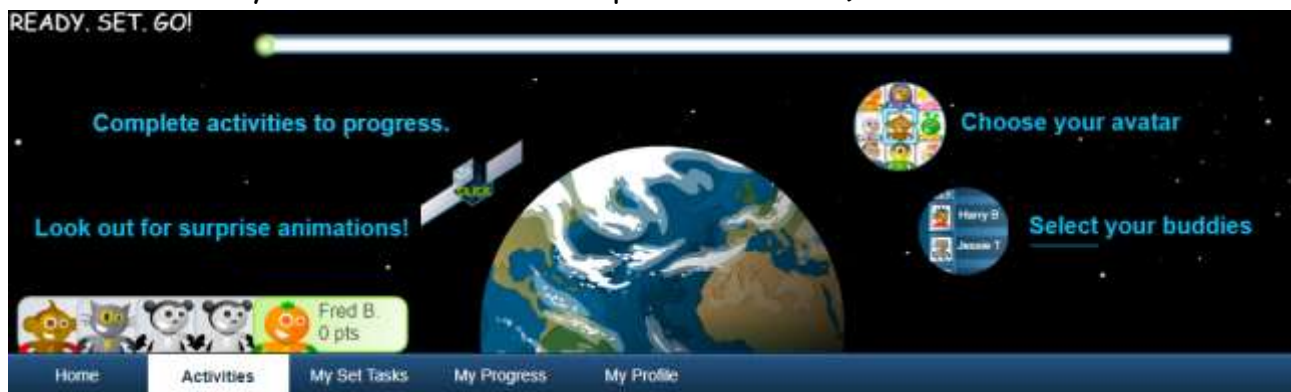 READY. SET. GO!
Complete activities to progress.
Choose your avatar
CLICK
Harry B
Look out for surprise animations!
Select your buddies
Jessie T
Fred B.
0 pts
Home Activities My Set Tasks My Progress My Profile